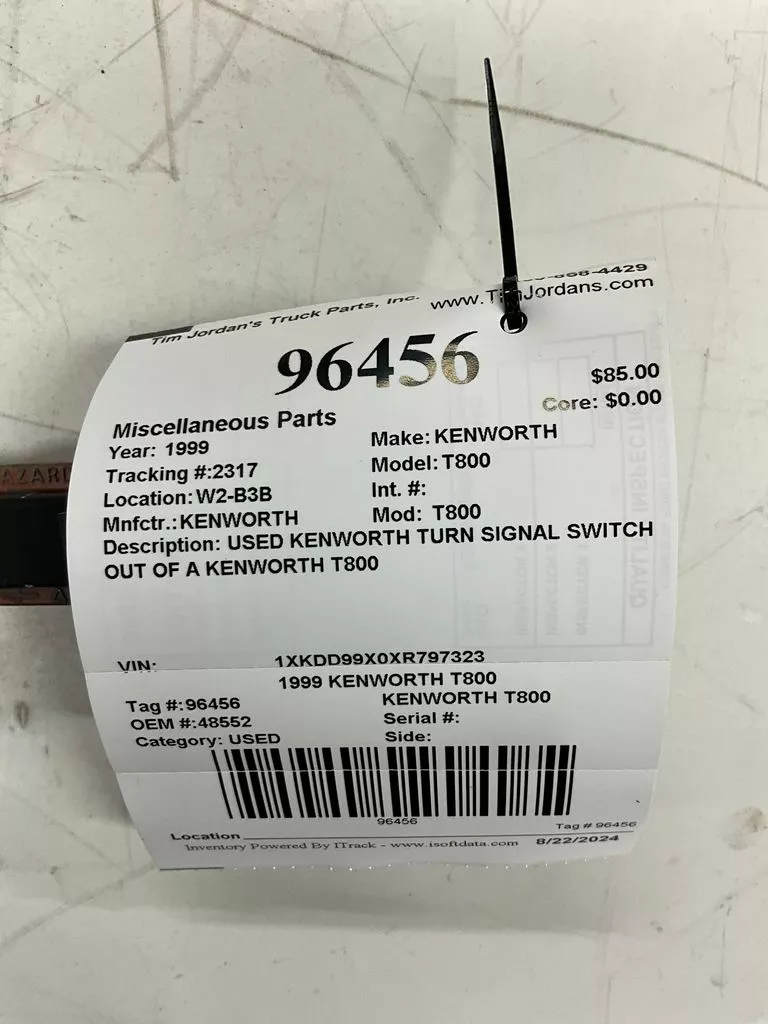 Tim Jordan's Truck Parts, Inc. -868-4429
www.TimJordans.com
96456
$85.00
Core: $0.00
Miscellaneous Parts
Year: 1999 Make: KENWORTH
Tracking #:2317 Model: T800
Location: W2-B3B Int. #:
Mnfctr.: KENWORTH Mod: T800
Description: USED KENWORTH TURN SIGNAL SWITCH
OUT OF A KENWORTH T800
VIN: 1XKDD99X0XR797323
1999 KENWORTH T800
Tag #:96456 KENWORTH T800
OEM #:48552 Serial #:
Category: USED Side:
96456
Tag # 96456
Location
Inventory Powered By ITrack - www.isoftdata.com 8/22/2024
AZARD